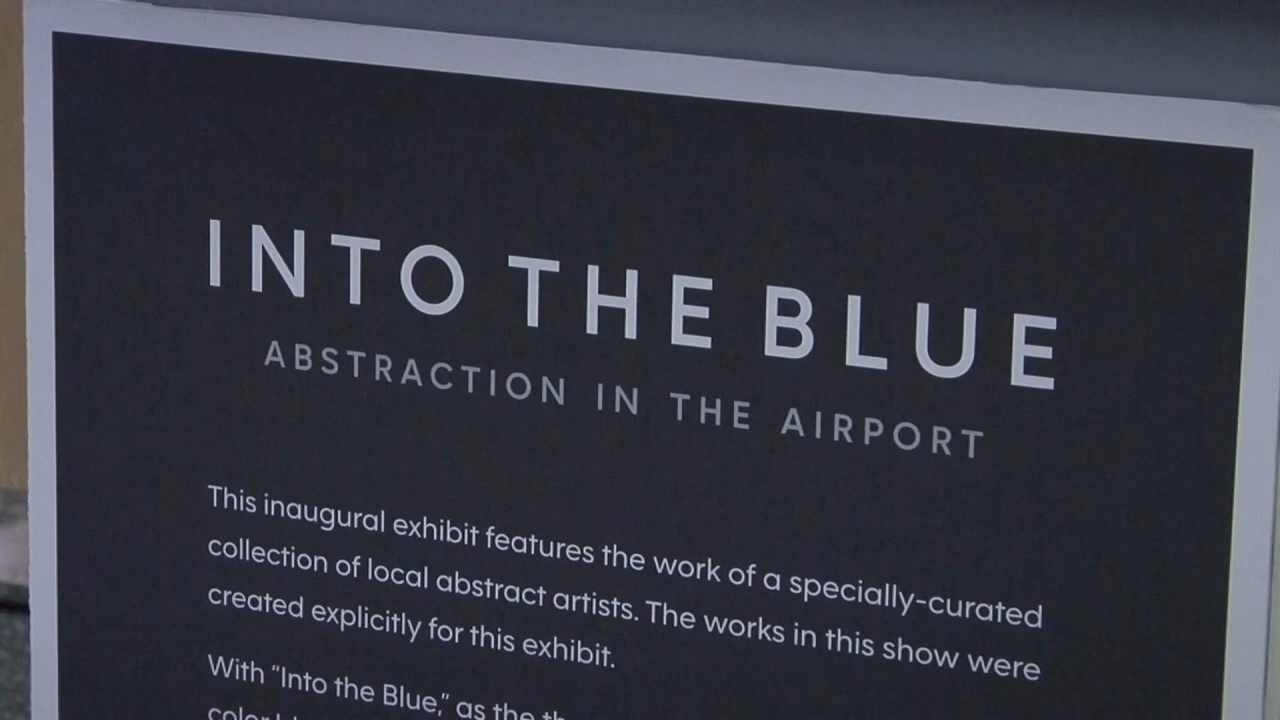 INTO THE BLUE
ABSTRACTION IN THE AIRPORT
This inaugural exhibit features the work of a specially-curated
collection of local abstract artists. The works in this show were
created explicitly for this exhibit.
With "Into the Blue," as the